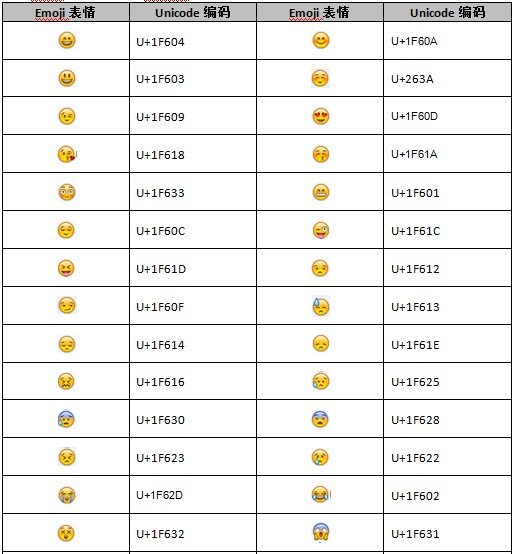 Emoji 表情 Unicode 编码 Emoji 表情 Unicode 编码
U+1F604 U+1F60A
U+1F603 U+263A
U+1F609 U+1F60D
U+1F618 U+1F61A
U+1F633 U+1F601
U+1F60C U+1F61C
U+1F61D U+1F612
U+1F60F U+1F613
U+1F614 U+1F61E
U+1F616 U+1F625
U+1F630 U+1F628
U+1F623 U+1F622
U+1F62D U+1F602
U+1F632 U+1F631